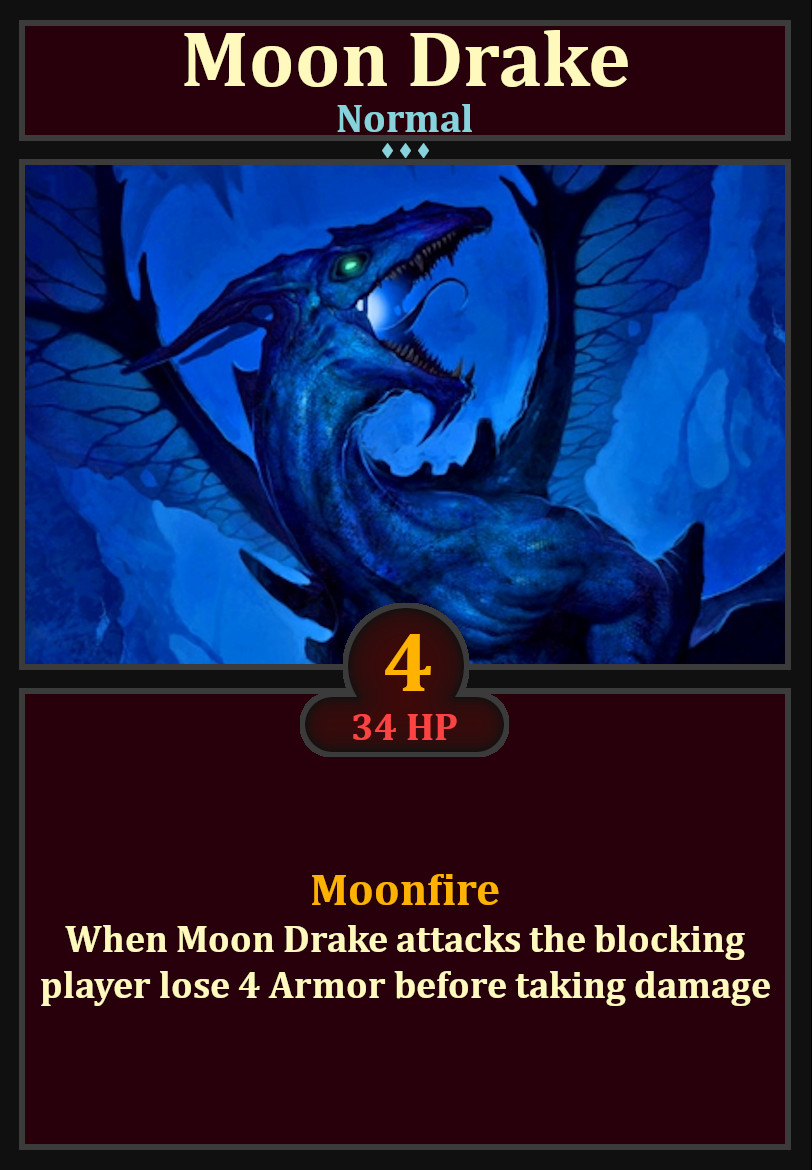 Moon Drake
Normal
4
34 HP
Moonfire
When Moon Drake attacks the blocking
player lose 4 Armor before taking damage